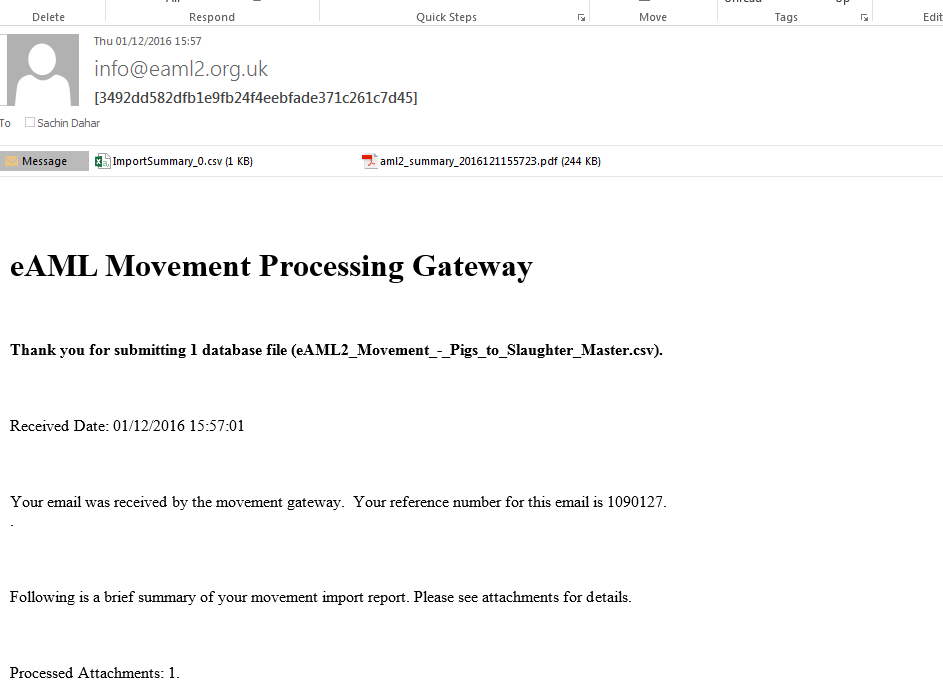 Delete Respond Quick Steps Move Tags Edit
Thu 01/12/2016 15:57
info@eaml2.org.uk
[3492dd582dfb1e9fb24f4eebfade371c261c7d45]
To Sachin Dahar
Message ImportSummary_0.csv (1 KB) aml2_summary_2016121155723.pdf (244 KB)
eAML Movement Processing Gateway
Thank you for submitting 1 database file (eAML2_Movement_-_Pigs_to_Slaughter_Master.csv).
Received Date: 01/12/2016 15:57:01
Your email was received by the movement gateway.  Your reference number for this email is 1090127.
.
Following is a brief summary of your movement import report. Please see attachments for details.
Processed Attachments: 1.